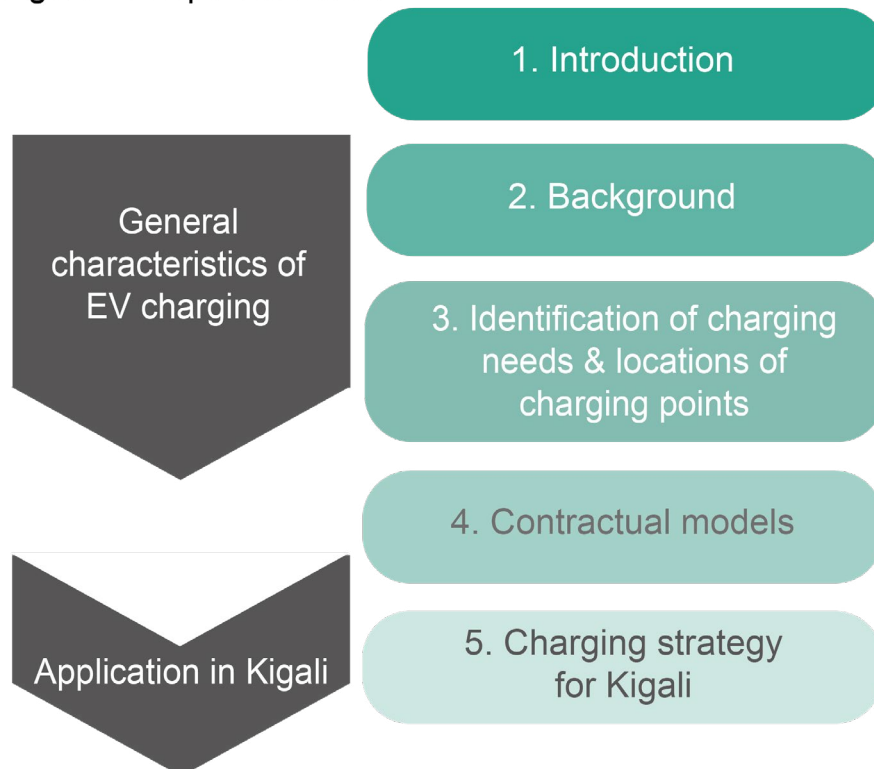 1. Introduction
General
characteristics of
EV charging
2. Background
3. Identification of charging
needs & locations of
charging points
4. Contractual models
Application in Kigali
5. Charging strategy
for Kigali